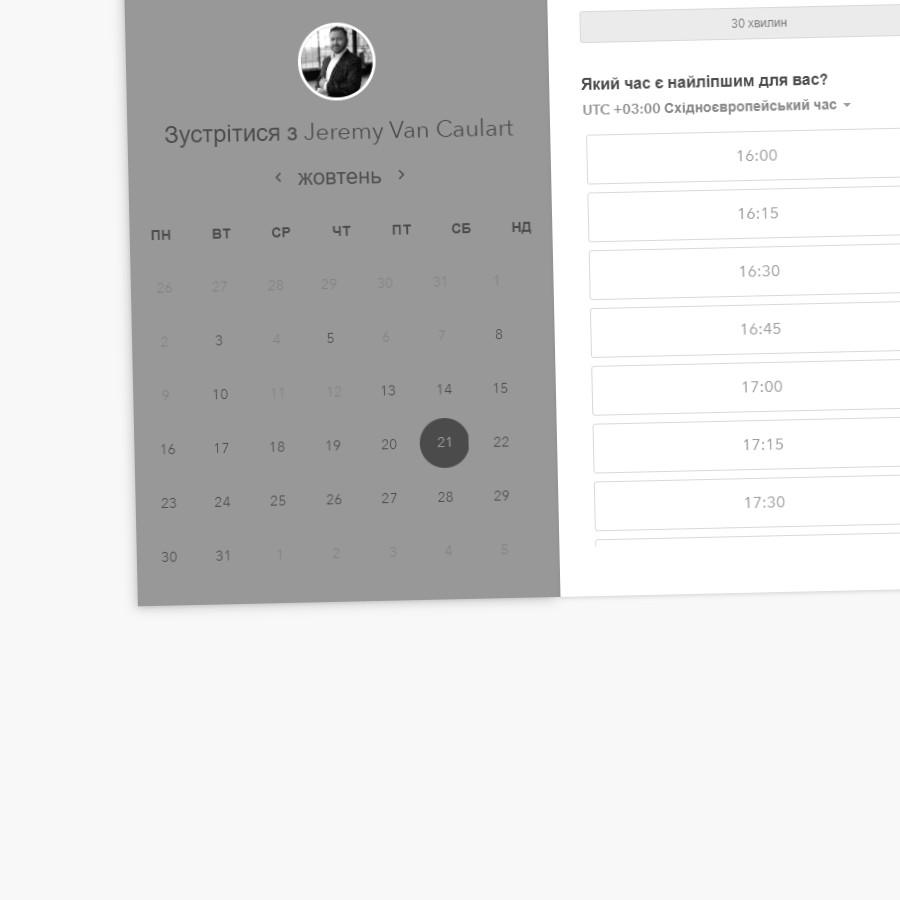 Зустрітися з Jeremy Van Caulart
‹ жовтень ›
ПН ВТ СР ЧТ ПТ СБ НД
26 27 28 29 30 31 1
2 3 4 5 6 7 8
9 10 11 12 13 14 15
16 17 18 19 20 21 22
23 24 25 26 27 28 29
30 31 1 2 3 4 5
30 хвилин
Який час є найліпшим для вас?
UTC +03:00 Східноєвропейський час
16:00
16:15
16:30
16:45
17:00
17:15
17:30